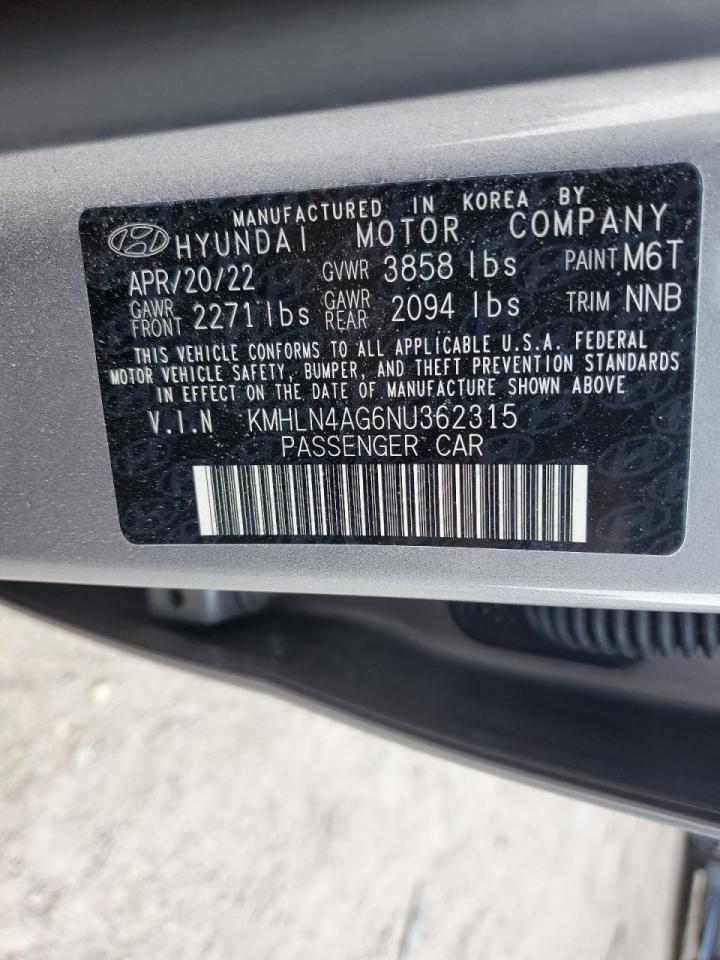 MANUFACTURED IN KOREA BY
HYUNDAI MOTOR COMPANY
APR/20/22 GVWR 3858 lbs PAINT M6T
GAWR FRONT 2271 lbs GAWR REAR 2094 lbs TRIM NNB
THIS VEHICLE CONFORMS TO ALL APPLICABLE U.S.A. FEDERAL
MOTOR VEHICLE SAFETY, BUMPER, AND THEFT PREVENTION STANDARDS
IN EFFECT ON THE DATE OF MANUFACTURE SHOWN ABOVE
V.I.N KMHLN4AG6NU362315
PASSENGER CAR